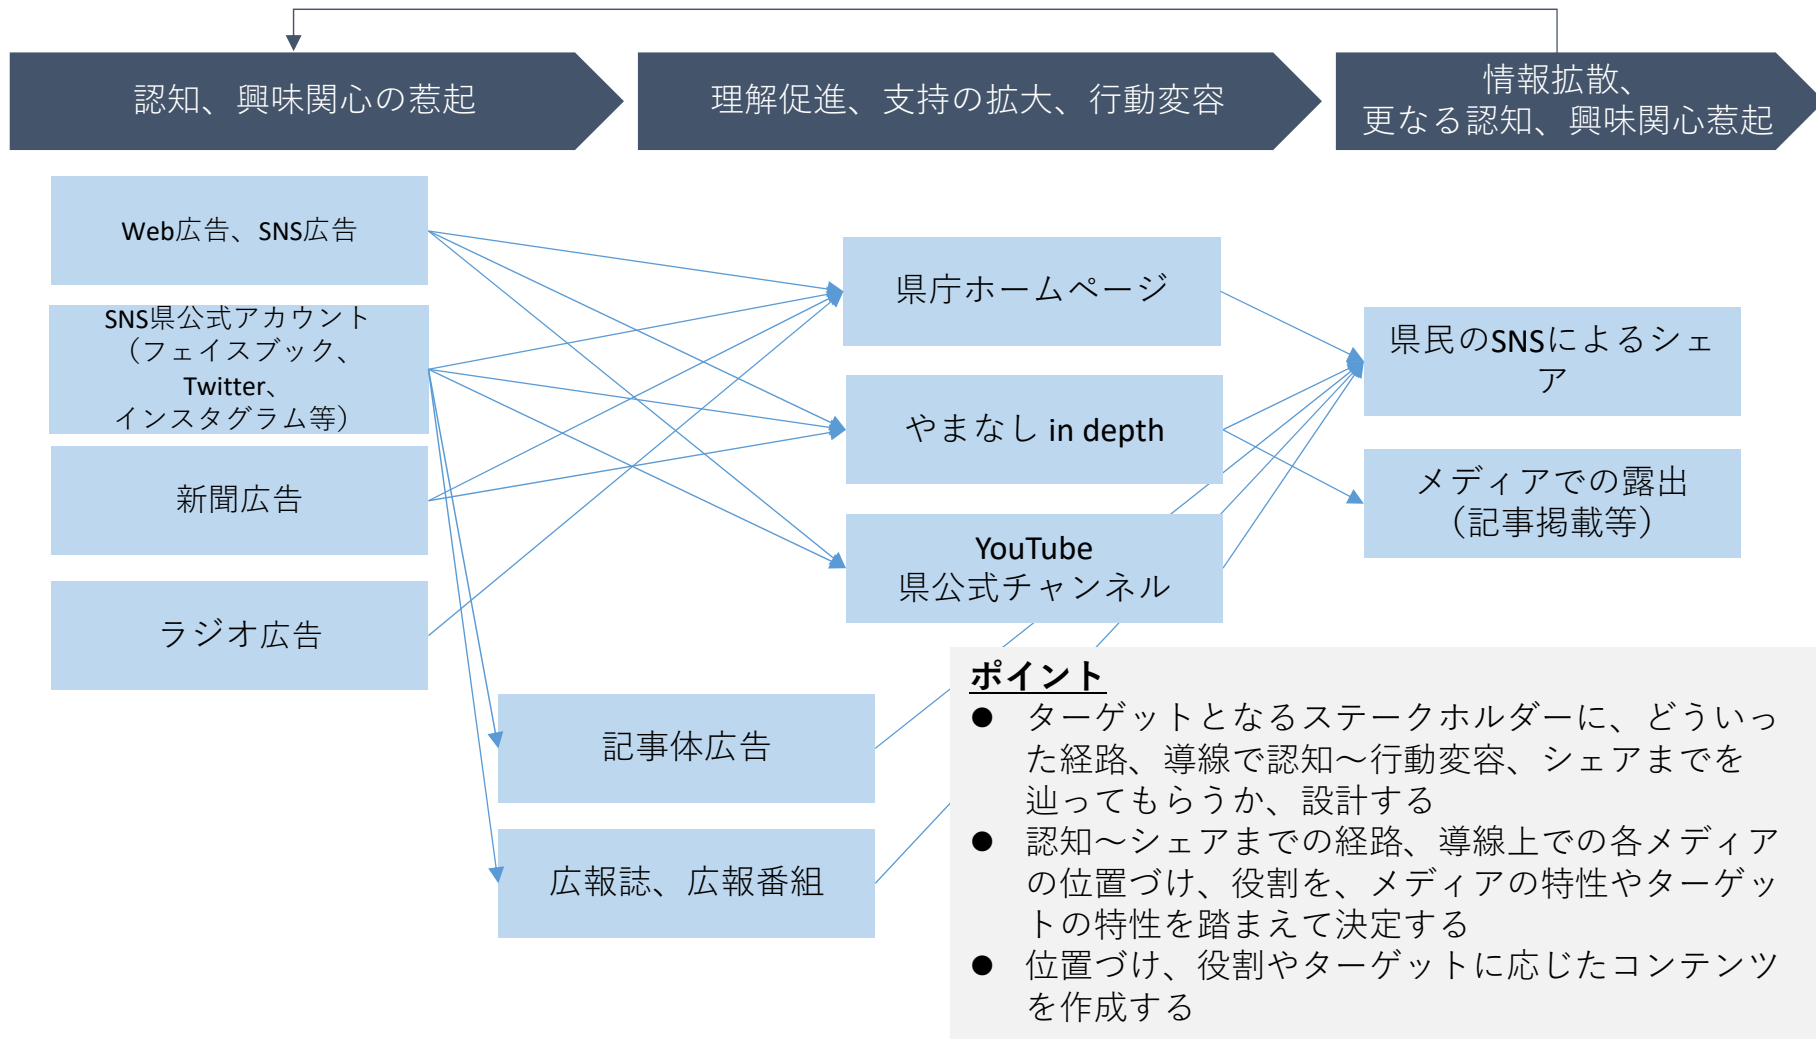 認知、興味関心の惹起
理解促進、支持の拡大、行動変容
情報拡散、
更なる認知、興味関心惹起
Web広告、SNS広告
SNS県公式アカウント
（フェイスブック、
Twitter、
インスタグラム等）
新聞広告
ラジオ広告
県庁ホームページ
やまなし in depth
YouTube
県公式チャンネル
記事体広告
広報誌、広報番組
県民のSNSによるシェ
ア
メディアでの露出
（記事掲載等）
ポイント
● ターゲットとなるステークホルダーに、どういっ
た経路、導線で認知～行動変容、シェアまでを
辿ってもらうか、設計する
● 認知～シェアまでの経路、導線上での各メディア
の位置づけ、役割を、メディアの特性やターゲッ
トの特性を踏まえて決定する
● 位置づけ、役割やターゲットに応じたコンテンツ
を作成する